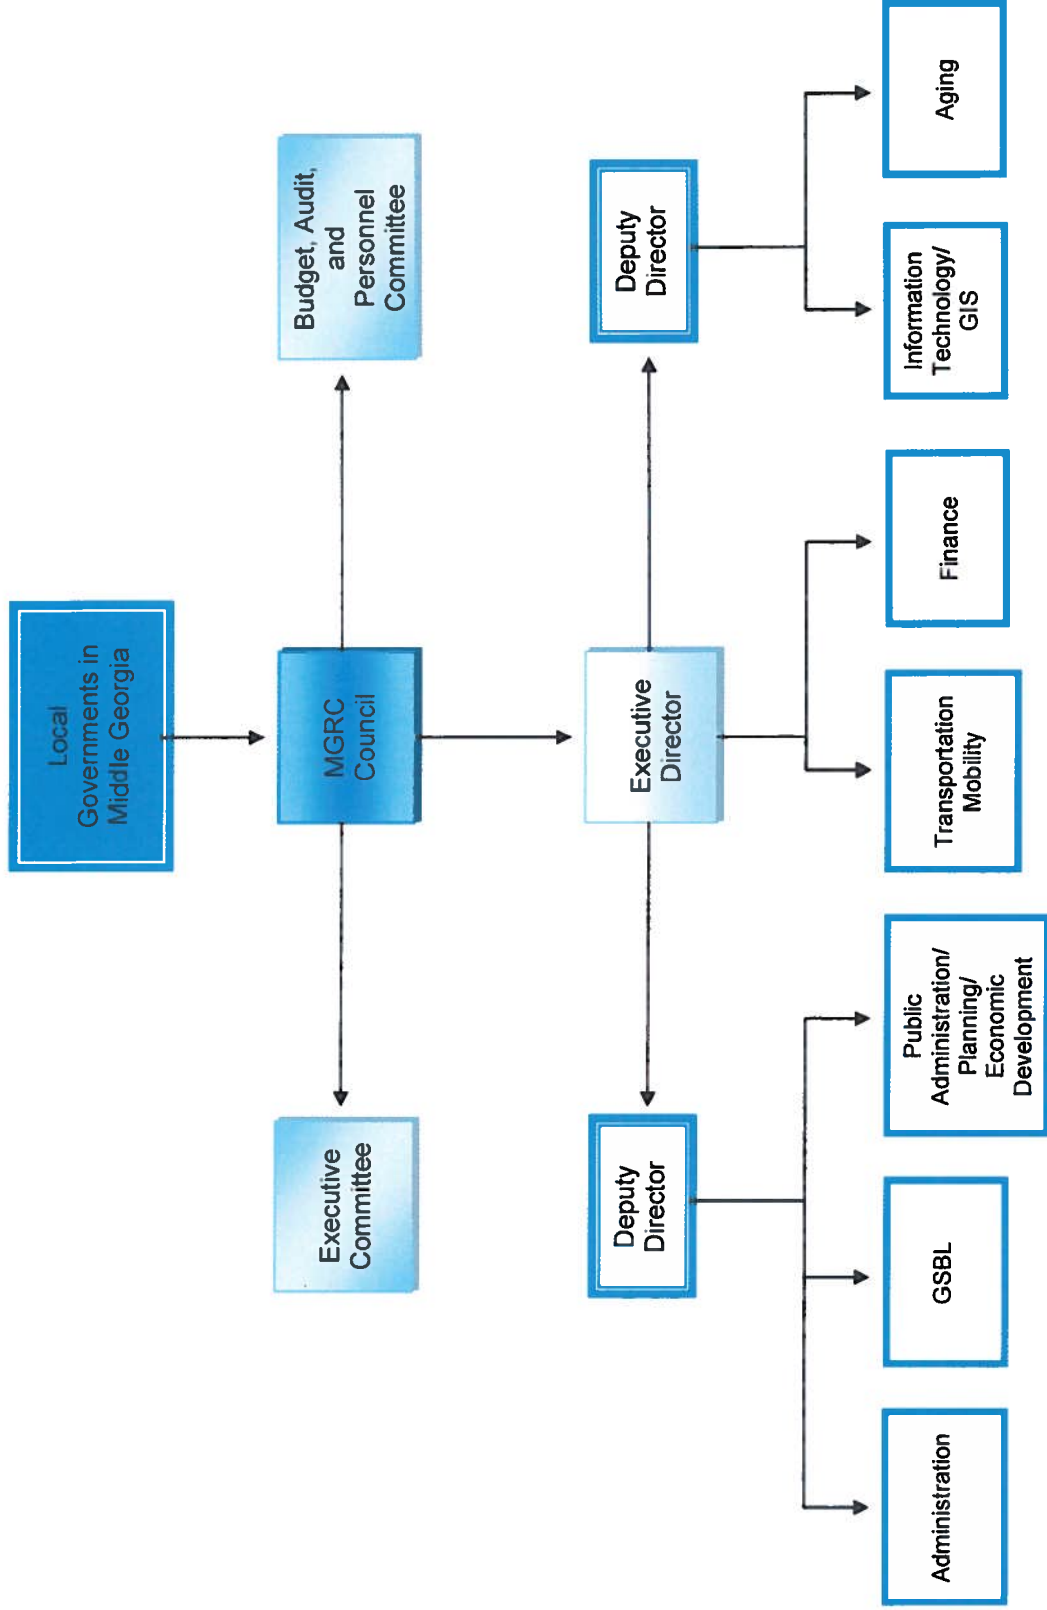 Local
Governments in
Middle Georgia
Executive
Committee
MGRC
Council
Budget, Audit,
and
Personnel
Committee
Deputy
Director
Executive
Director
Deputy
Director
Administration
GSBL
Public
Administration/
Planning/
Economic
Development
Transportation
Mobility
Finance
Information
Technology/
GIS
Aging